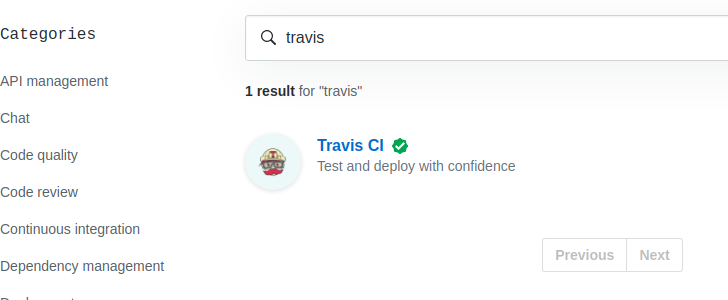 Categories
API management
Chat
Code quality
Code review
Continuous integration
Dependency management
travis
1 result for "travis"
Travis CI
Test and deploy with confidence
Previous
Next